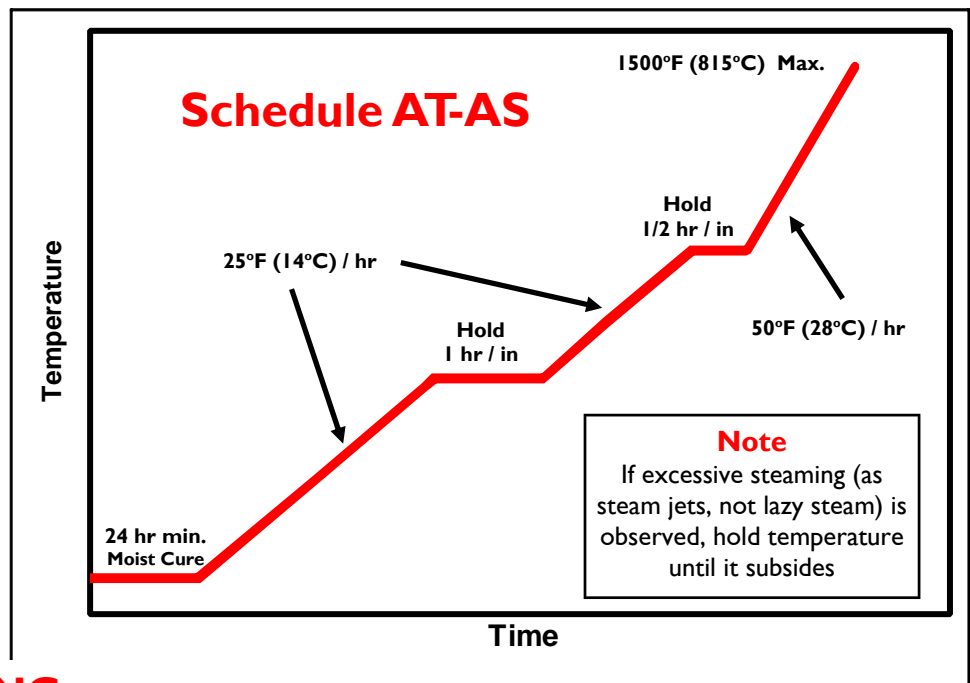 Schedule AT-AS
1500ºF (815ºC) Max.
Hold
1/2 hr / in
25ºF (14ºC) / hr
Hold
1 hr / in
50ºF (28ºC) / hr
24 hr min.
Moist Cure
Note
If excessive steaming (as
steam jets, not lazy steam) is
observed, hold temperature
until it subsides
Temperature
Time